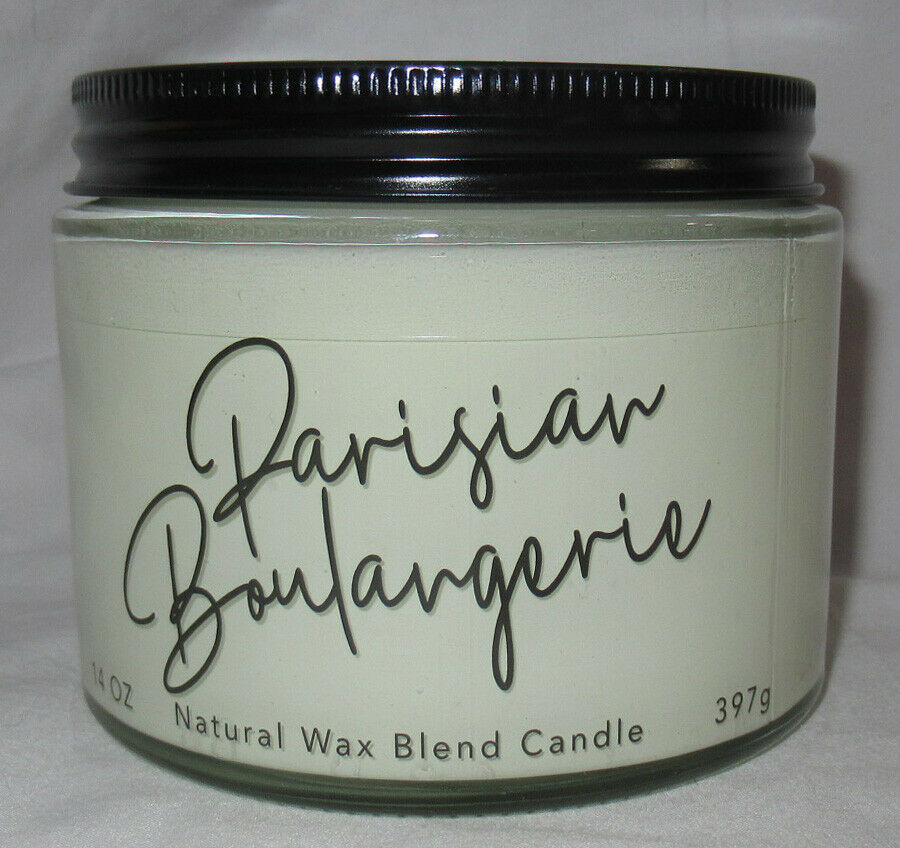 Parisian
Boulangerie
14 OZ
Natural Wax Blend Candle
397g